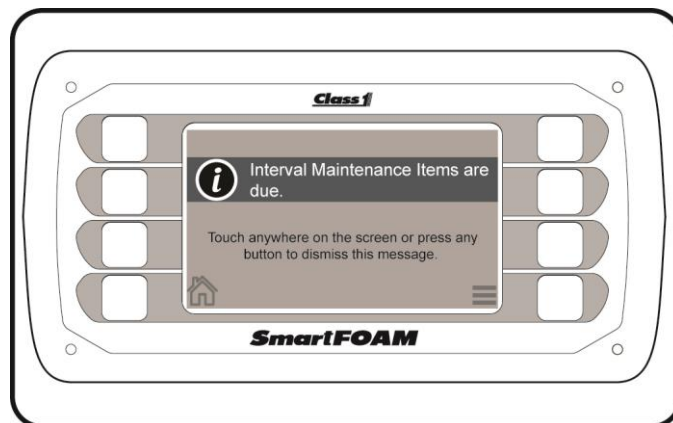 Class 1
Interval Maintenance Items are
due.
Touch anywhere on the screen or press any
button to dismiss this message.
SmartFOAM